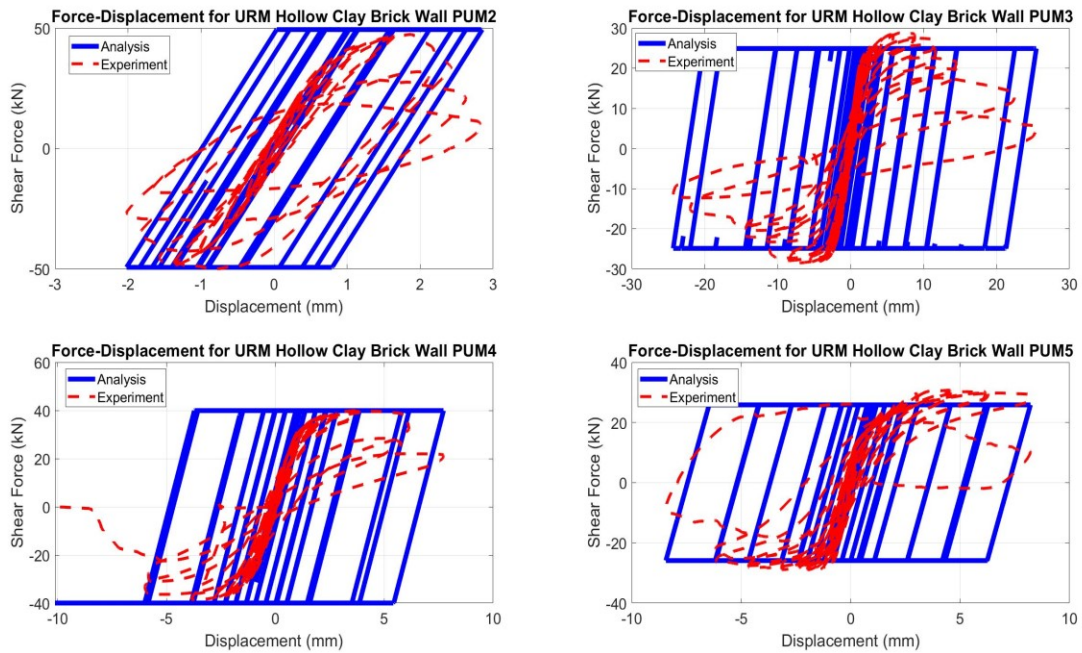 Force-Displacement for URM Hollow Clay Brick Wall PUM2
50
Analysis
Experiment
Shear Force (kN)
0
-50
-3 -2 -1 0 1 2 3
Displacement (mm)
Force-Displacement for URM Hollow Clay Brick Wall PUM3
30
Analysis
20
Experiment
10
Shear Force (kN)
0
-10
-20
-30
-30 -20 -10 0 10 20 30
Displacement (mm)
Force-Displacement for URM Hollow Clay Brick Wall PUM4
60
Analysis
Experiment
40
20
Shear Force (kN)
0
-20
-40
-10 -5 0 5 10
Displacement (mm)
Force-Displacement for URM Hollow Clay Brick Wall PUM5
40
Analysis
Experiment
20
Shear Force (kN)
0
-20
-40
-10 -5 0 5 10
Displacement (mm)